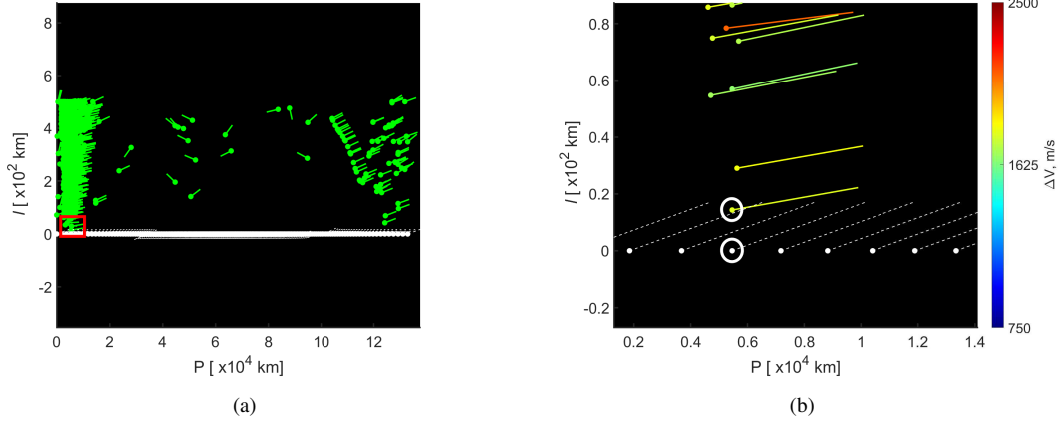 8
6
4
2
0
-2
0 2 4 6 8 10 12
l [ x10² km]
P [ x10⁴ km]
(a)
0.8
0.6
0.4
0.2
0
-0.2
0.2 0.4 0.6 0.8 1 1.2 1.4
l [ x10² km]
P [ x10⁴ km]
2500
1625
750
ΔV, m/s
(b)